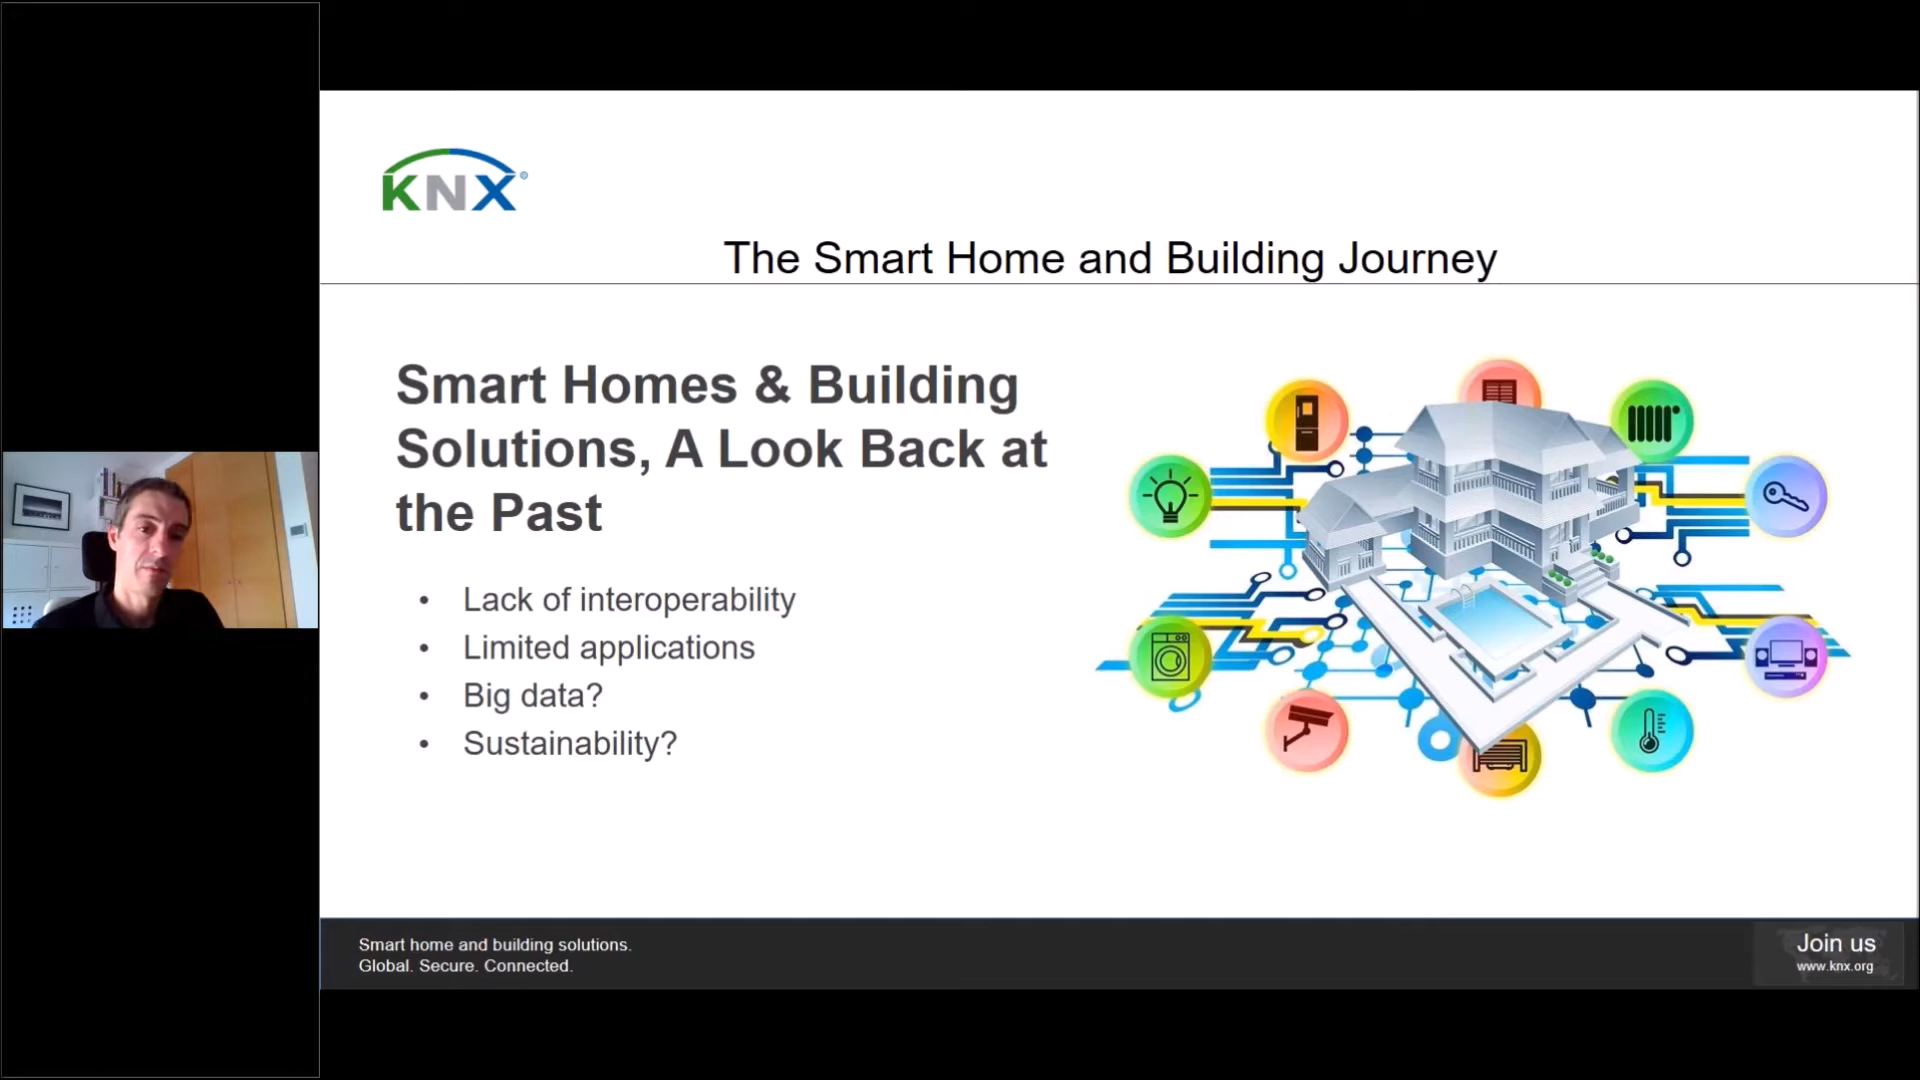 KNX
The Smart Home and Building Journey
Smart Homes & Building
Solutions, A Look Back at
the Past
• Lack of interoperability
• Limited applications
• Big data?
• Sustainability?
Smart home and building solutions.
Global. Secure. Connected.
Join us
www.knx.org